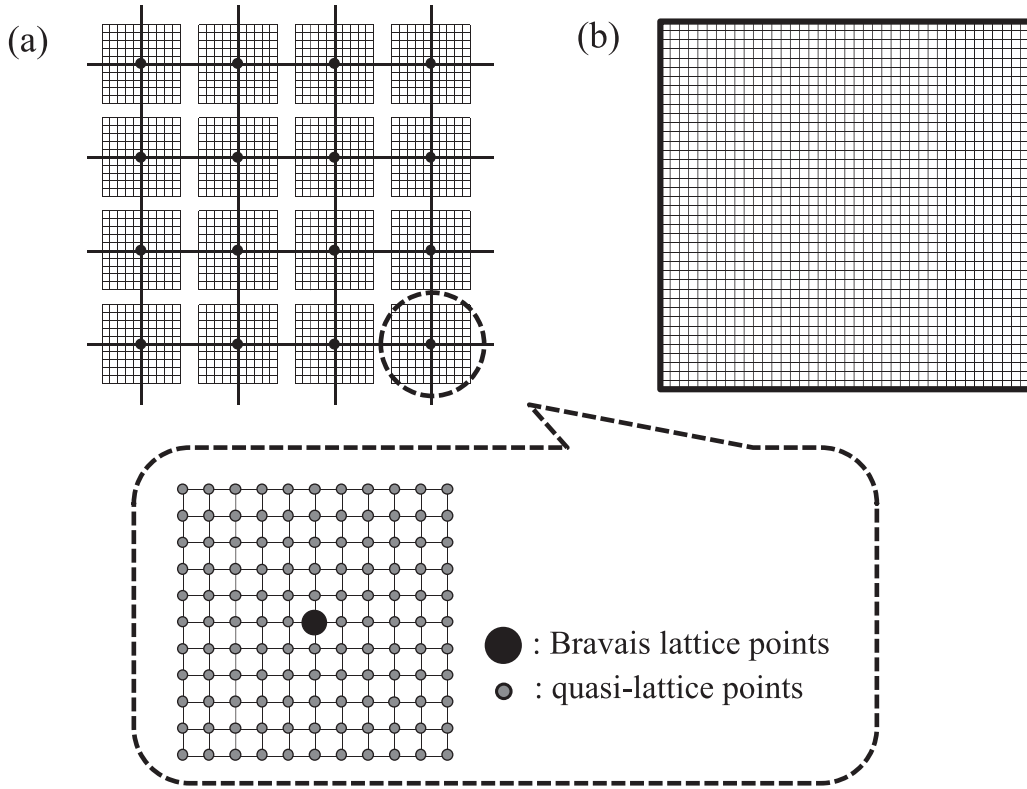 (a)
(b)
: Bravais lattice points
: quasi-lattice points